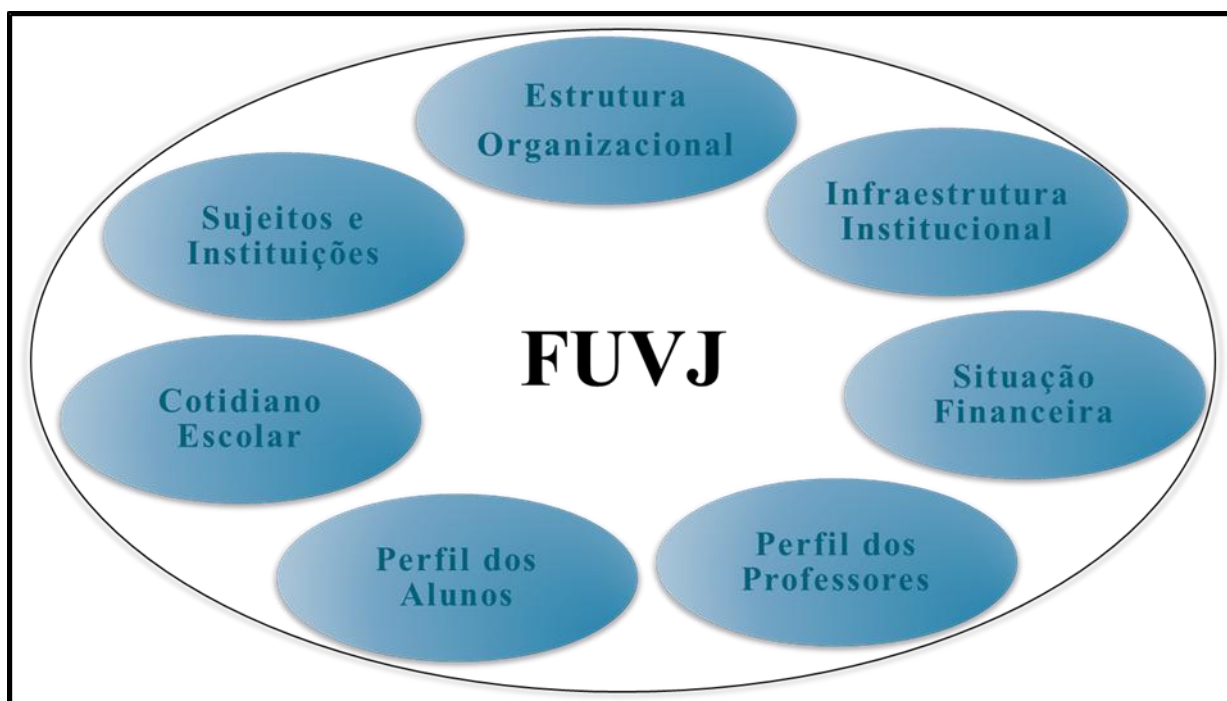 Estrutura
Organizacional
Infraestrutura
Institucional
Sujeitos e
Instituições
FUVJ
Situação
Financeira
Cotidiano
Escolar
Perfil dos
Professores
Perfil dos
Alunos